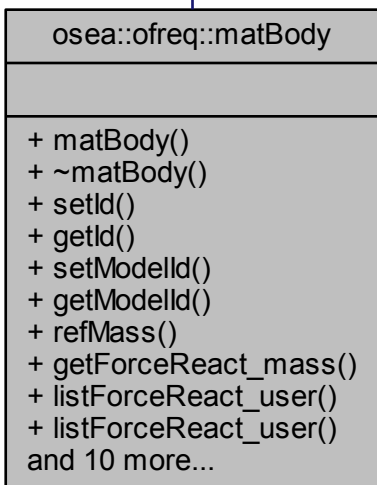 osea::ofreq::matBody
+ matBody()
+ ~matBody()
+ setId()
+ getId()
+ setModelId()
+ getModelId()
+ refMass()
+ getForceReact_mass()
+ listForceReact_user()
+ listForceReact_user()
and 10 more...